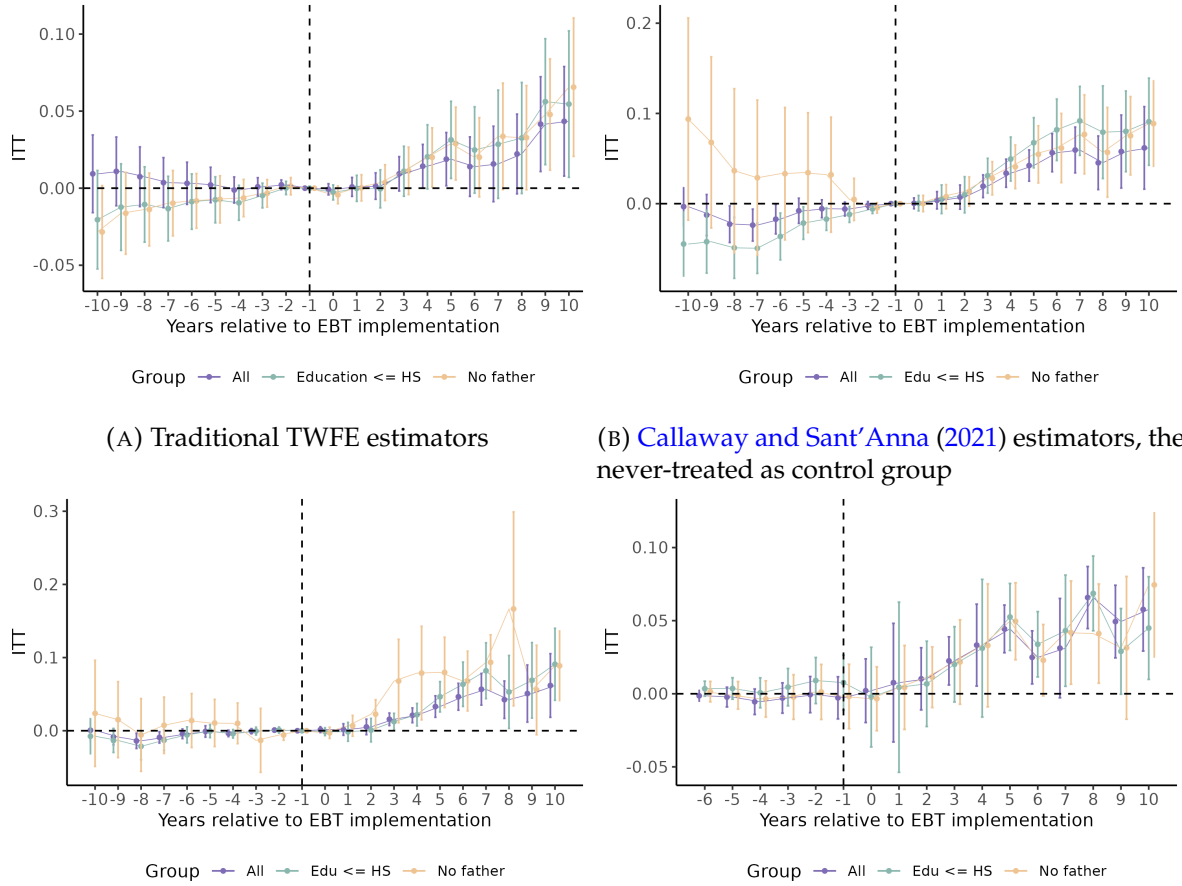 0.10
0.05
0.00
-0.05
ITT
-10 -9 -8 -7 -6 -5 -4 -3 -2 -1 0 1 2 3 4 5 6 7 8 9 10
Years relative to EBT implementation
Group All Education <= HS No father
(A) Traditional TWFE estimators
0.2
0.1
0.0
ITT
-10 -9 -8 -7 -6 -5 -4 -3 -2 -1 0 1 2 3 4 5 6 7 8 9 10
Years relative to EBT implementation
Group All Edu <= HS No father
(B) Callaway and Sant'Anna (2021) estimators, the
never-treated as control group
0.3
0.2
0.1
0.0
ITT
-10 -9 -8 -7 -6 -5 -4 -3 -2 -1 0 1 2 3 4 5 6 7 8 9 10
Years relative to EBT implementation
Group All Edu <= HS No father
0.10
0.05
0.00
-0.05
ITT
-6 -5 -4 -3 -2 -1 0 1 2 3 4 5 6 7 8 9 10
Years relative to EBT implementation
Group All Edu <= HS No father